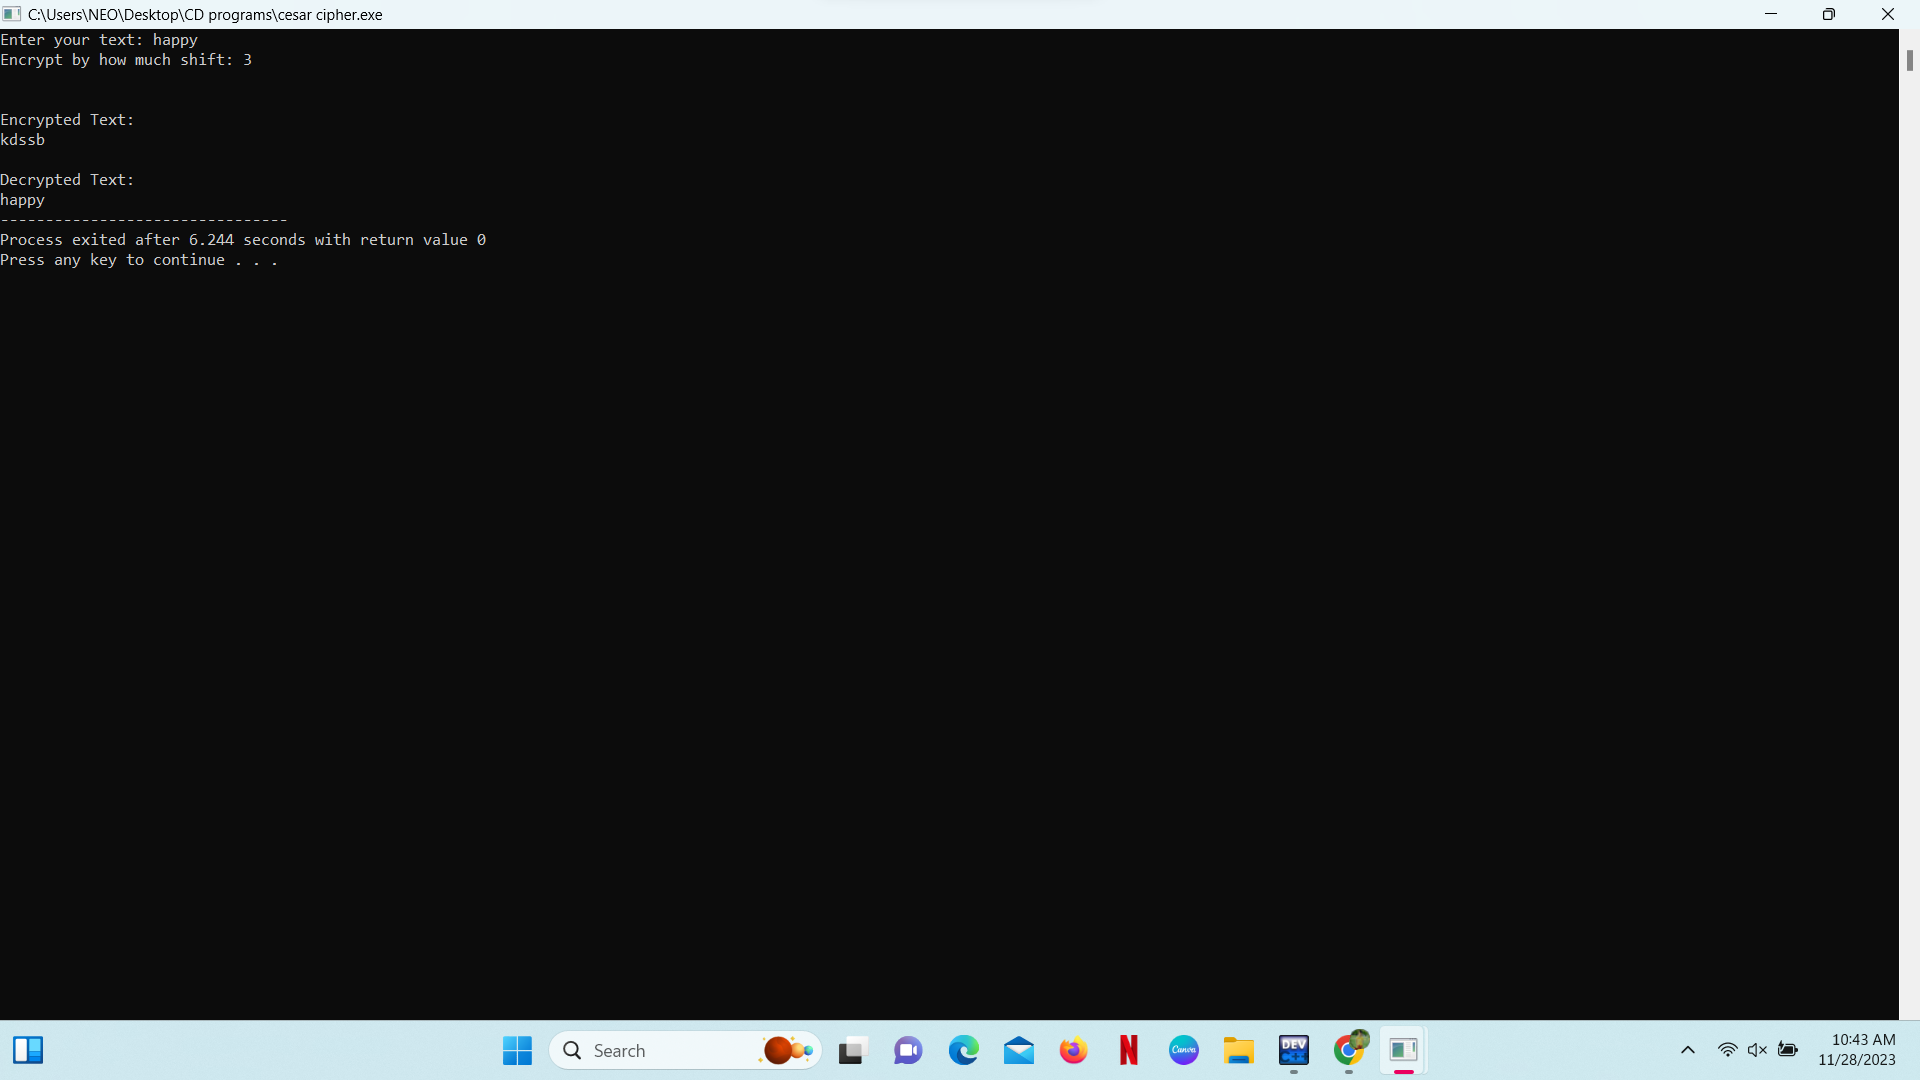 C:\Users\NEO\Desktop\CD programs\cesar cipher.exe
Enter your text: happy
Encrypt by how much shift: 3
Encrypted Text:
kdssb
Decrypted Text:
happy
--------------------------------
Process exited after 6.244 seconds with return value 0
Press any key to continue . . .
Search
Canva
N
DEV
C++
10:43 AM
11/28/2023